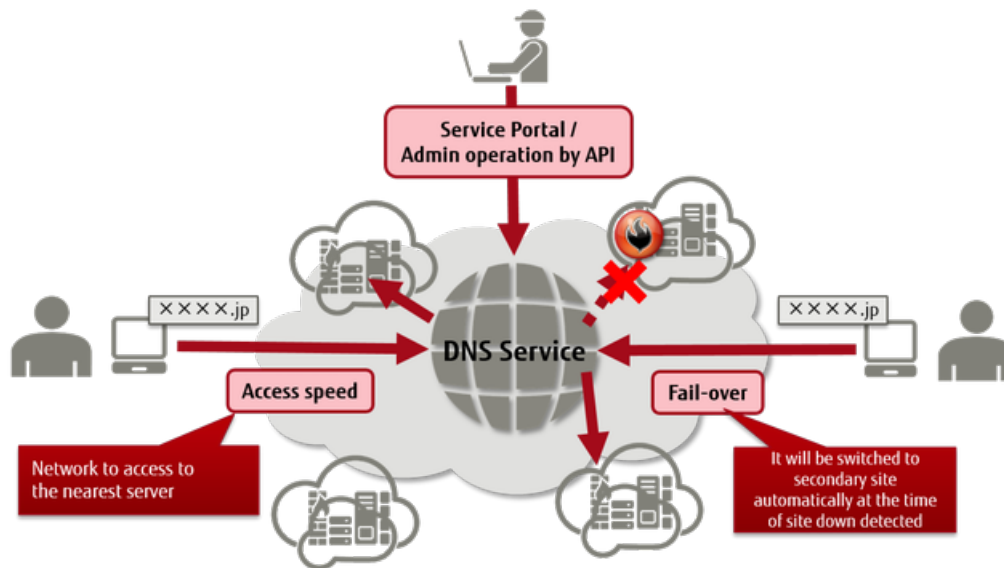 Service Portal /
Admin operation by API
××××.jp
××××.jp
DNS Service
Access speed
Fail-over
Network to access to
the nearest server
It will be switched to
secondary site
automatically at the time
of site down detected